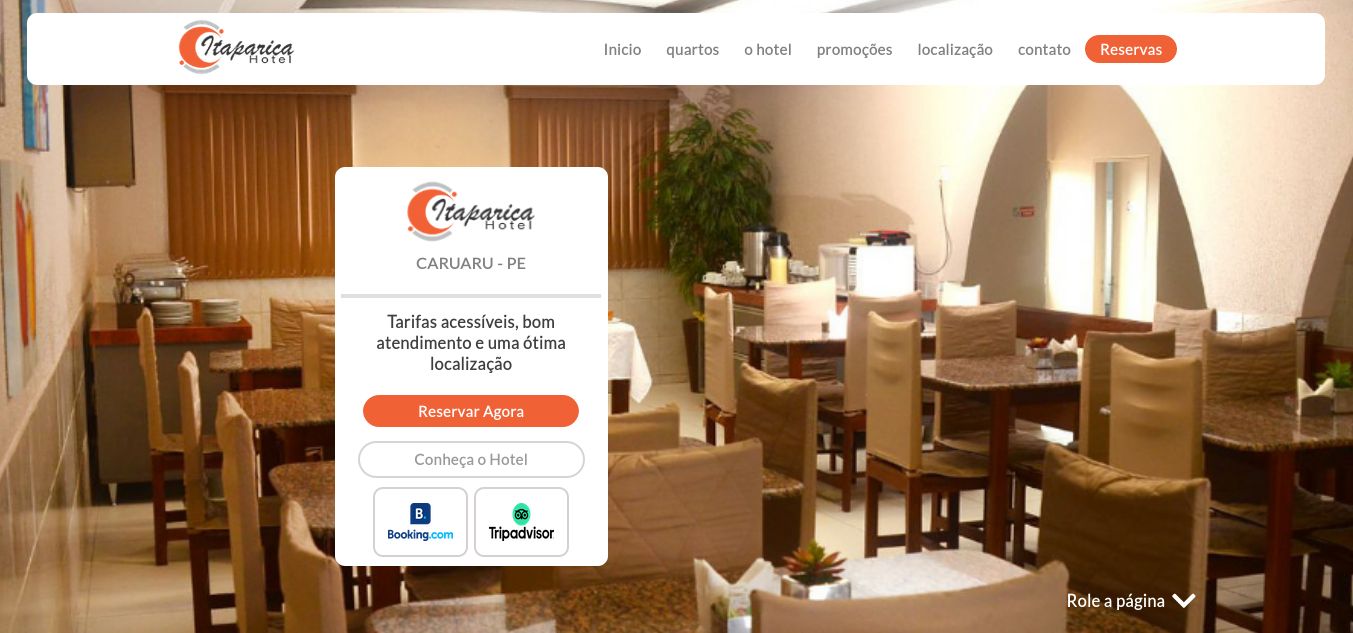 Itaparica
Hotel
Inicio quartos o hotel promoções localização contato Reservas
Itaparica
Hotel
CARUARU - PE
Tarifas acessíveis, bom
atendimento e uma ótima
localização
Reservar Agora
Conheça o Hotel
B.
Booking.com
Tripadvisor
Role a página